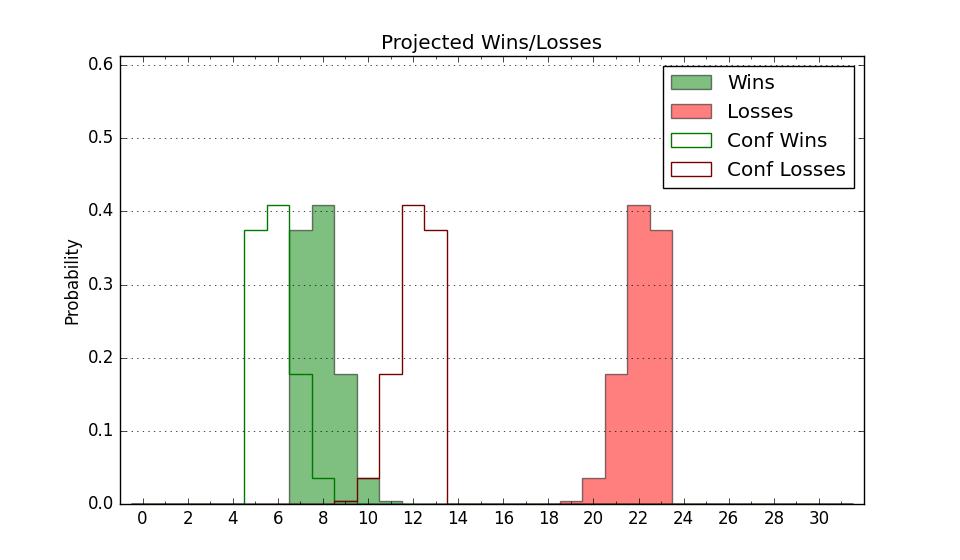 Projected Wins/Losses
0.6
0.5
0.4
0.3
0.2
0.1
0.0
Probability
Wins
Losses
Conf Wins
Conf Losses
0 2 4 6 8 10 12 14 16 18 20 22 24 26 28 30